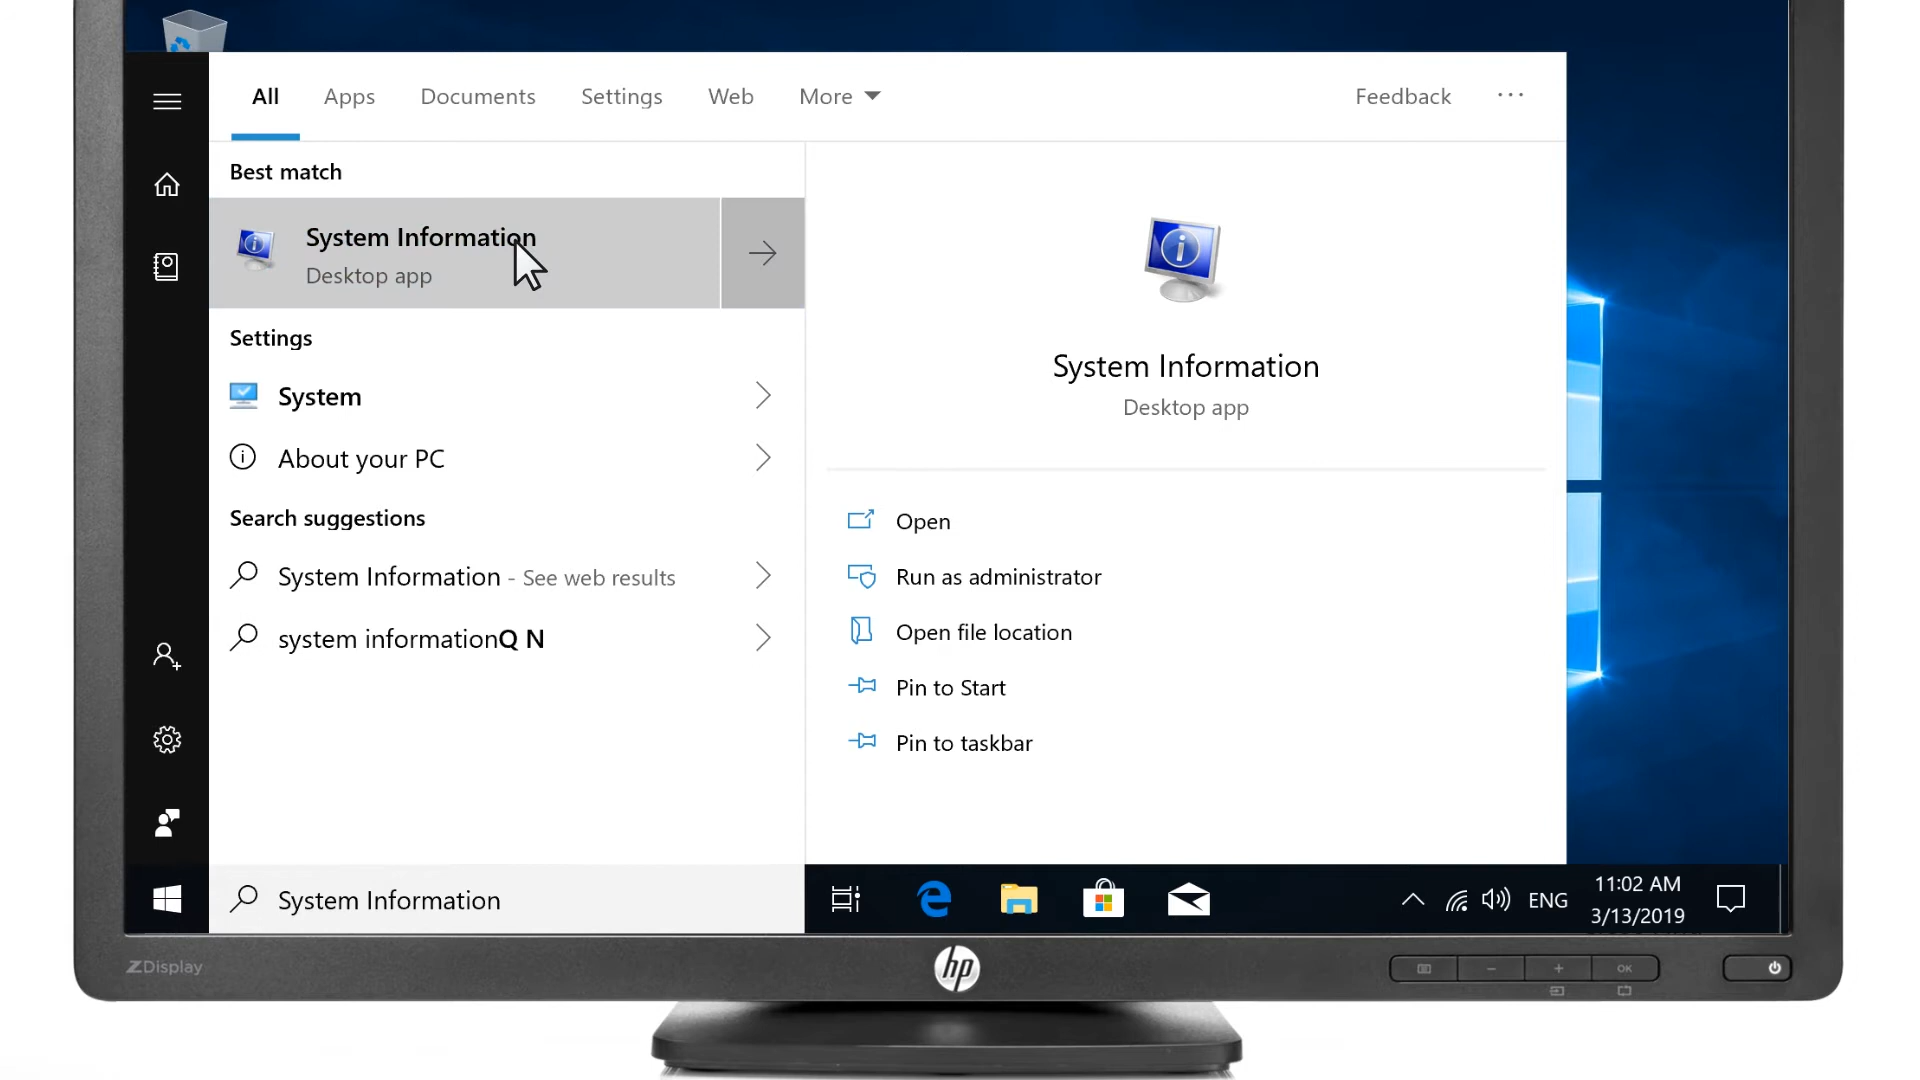 All Apps Documents Settings Web More Feedback ...
Best match
System Information
Desktop app
Settings
System
About your PC
Search suggestions
System Information - See web results
system informationQ N
System Information
Desktop app
Open
Run as administrator
Open file location
Pin to Start
Pin to taskbar
System Information
ENG
11:02 AM
3/13/2019
ZDisplay
hp
OK